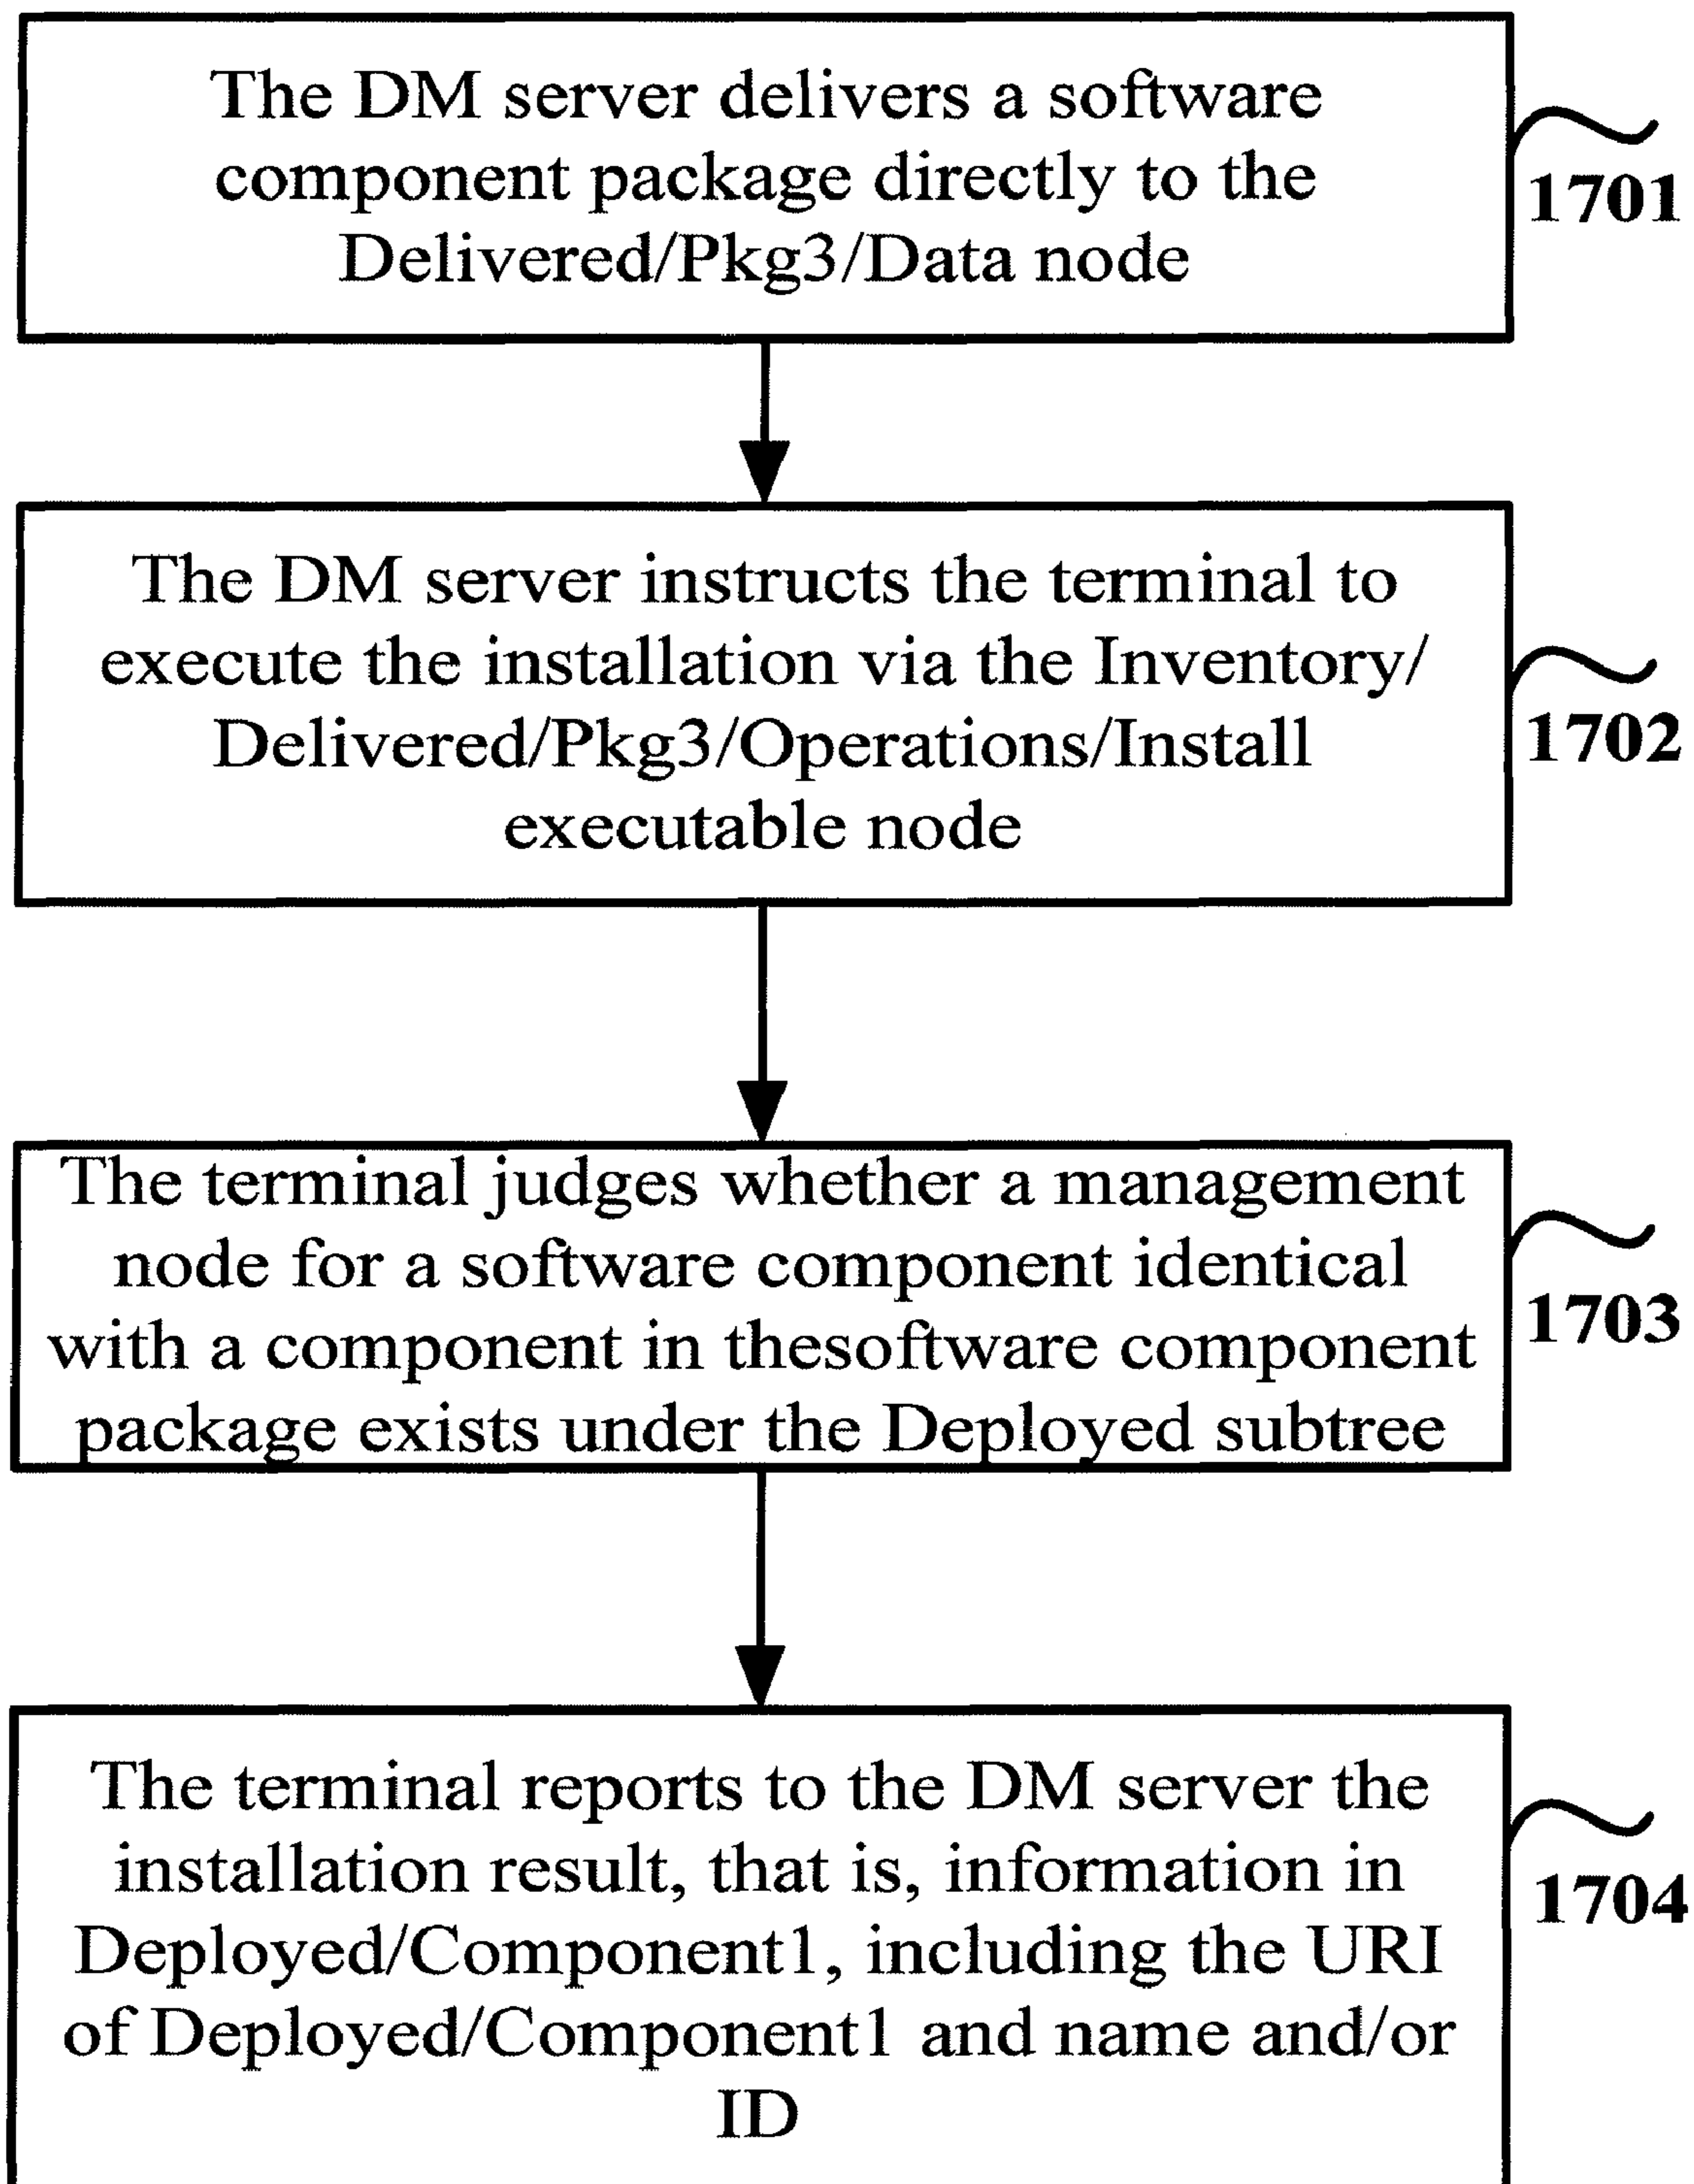 The DM server delivers a software
component package directly to the
Delivered/Pkg3/Data node
1701
The DM server instructs the terminal to
execute the installation via the Inventory/
Delivered/Pkg3/Operations/Install
executable node
1702
The terminal judges whether a management
node for a software component identical
with a component in thesoftware component
package exists under the Deployed subtree
1703
The terminal reports to the DM server the
installation result, that is, information in
Deployed/Component1, including the URI
of Deployed/Component1 and name and/or
ID
1704